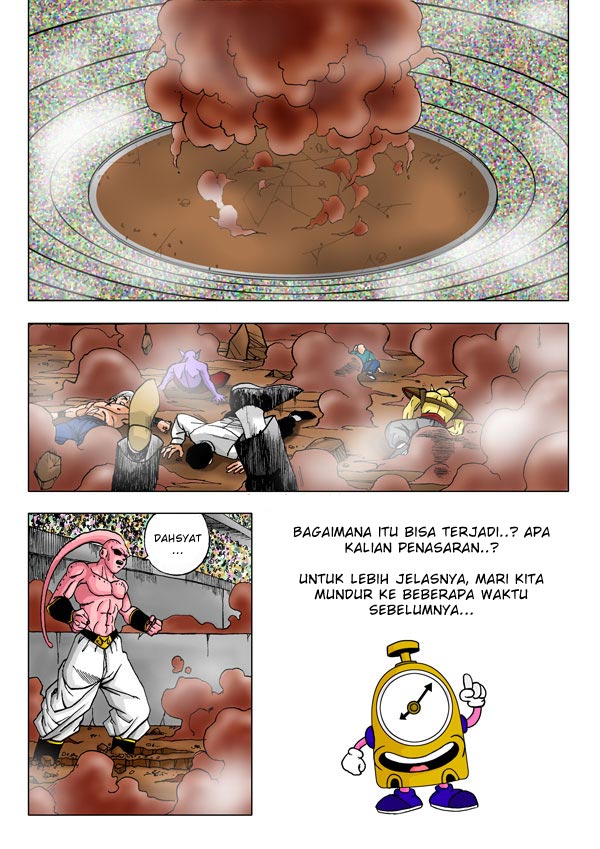 DAHSYAT
...
BAGAIMANA ITU BISA TERJADI..? APA
KALIAN PENASARAN..?
UNTUK LEBIH JELASNYA, MARI KITA
MUNDUR KE BEBERAPA WAKTU
SEBELUMNYA...